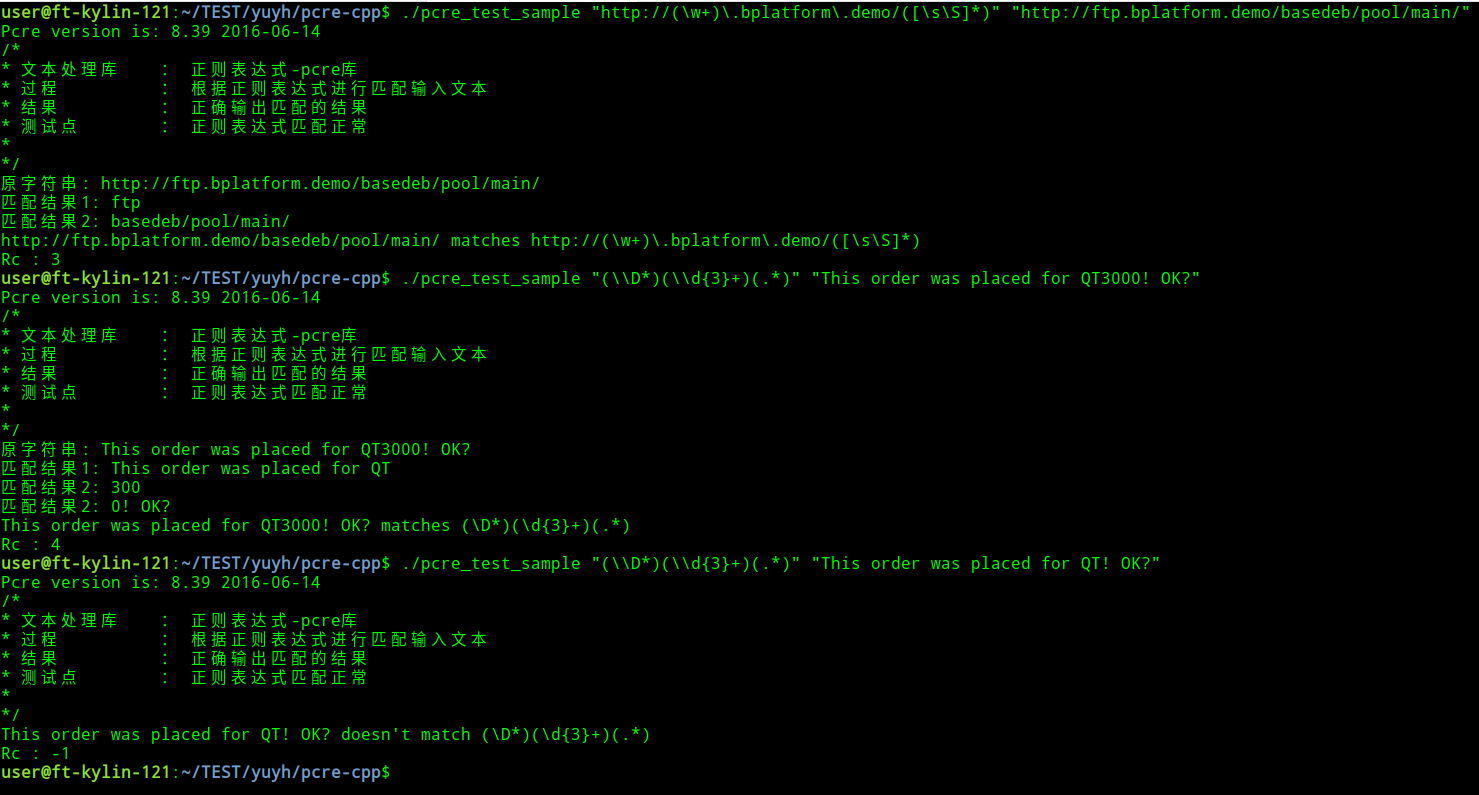 user@ft-kylin-121:~/TEST/yuyh/pcre-cpp$ ./pcre_test_sample "http://(\w+)\.bplatform\.demo/([\s\S]*)" "http://ftp.bplatform.demo/basedeb/pool/main/"
Pcre version is: 8.39 2016-06-14
/*
* 文本处理库 : 正则表达式-pcre库
* 过程 : 根据正则表达式进行匹配输入文本
* 结果 : 正确输出匹配的结果
* 测试点 : 正则表达式匹配正常
*
*/
原字符串: http://ftp.bplatform.demo/basedeb/pool/main/
匹配结果1: ftp
匹配结果2: basedeb/pool/main/
http://ftp.bplatform.demo/basedeb/pool/main/ matches http://(\w+)\.bplatform\.demo/([\s\S]*)
Rc : 3
user@ft-kylin-121:~/TEST/yuyh/pcre-cpp$ ./pcre_test_sample "(\\D*)(\\d{3}+)(.*)" "This order was placed for QT3000! OK?"
Pcre version is: 8.39 2016-06-14
/*
* 文本处理库 : 正则表达式-pcre库
* 过程 : 根据正则表达式进行匹配输入文本
* 结果 : 正确输出匹配的结果
* 测试点 : 正则表达式匹配正常
*
*/
原字符串: This order was placed for QT3000! OK?
匹配结果1: This order was placed for QT
匹配结果2: 300
匹配结果2: 0! OK?
This order was placed for QT3000! OK? matches (\D*)(\d{3}+)(.*)
Rc : 4
user@ft-kylin-121:~/TEST/yuyh/pcre-cpp$ ./pcre_test_sample "(\\D*)(\\d{3}+)(.*)" "This order was placed for QT! OK?"
Pcre version is: 8.39 2016-06-14
/*
* 文本处理库 : 正则表达式-pcre库
* 过程 : 根据正则表达式进行匹配输入文本
* 结果 : 正确输出匹配的结果
* 测试点 : 正则表达式匹配正常
*
*/
This order was placed for QT! OK? doesn't match (\D*)(\d{3}+)(.*)
Rc : -1
user@ft-kylin-121:~/TEST/yuyh/pcre-cpp$